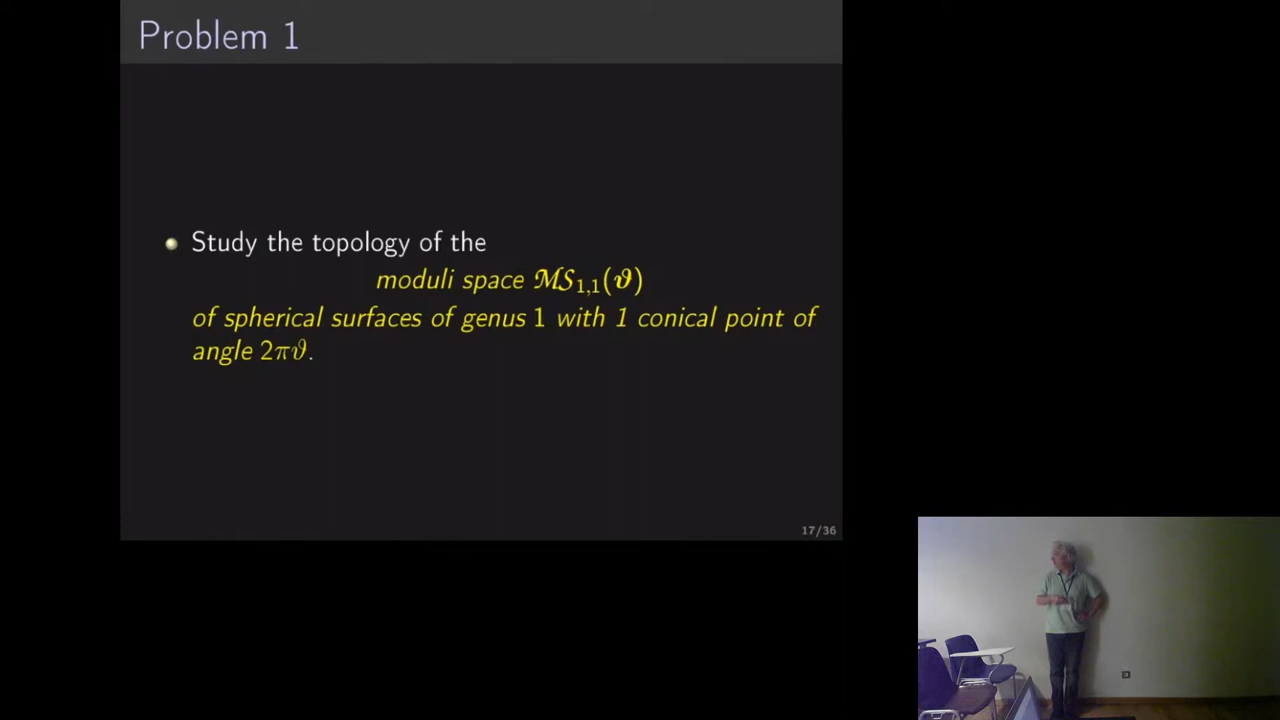 Problem 1
Study the topology of the
moduli space 𝓜𝓢₁,₁(ϑ)
of spherical surfaces of genus 1 with 1 conical point of
angle 2πϑ.
17/36